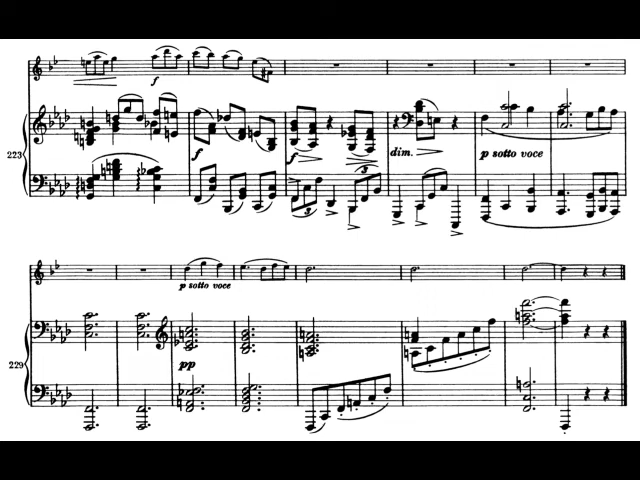 f
223
f
f
dim.
p sotto voce
p sotto voce
229
pp